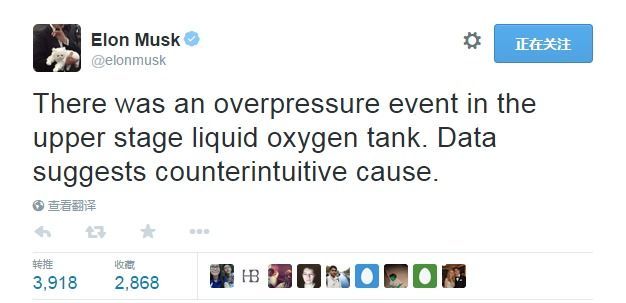 Elon Musk
@elonmusk
正在关注
There was an overpressure event in the
upper stage liquid oxygen tank. Data
suggests counterintuitive cause.
查看翻译
转推 收藏
3,918 2,868
HB